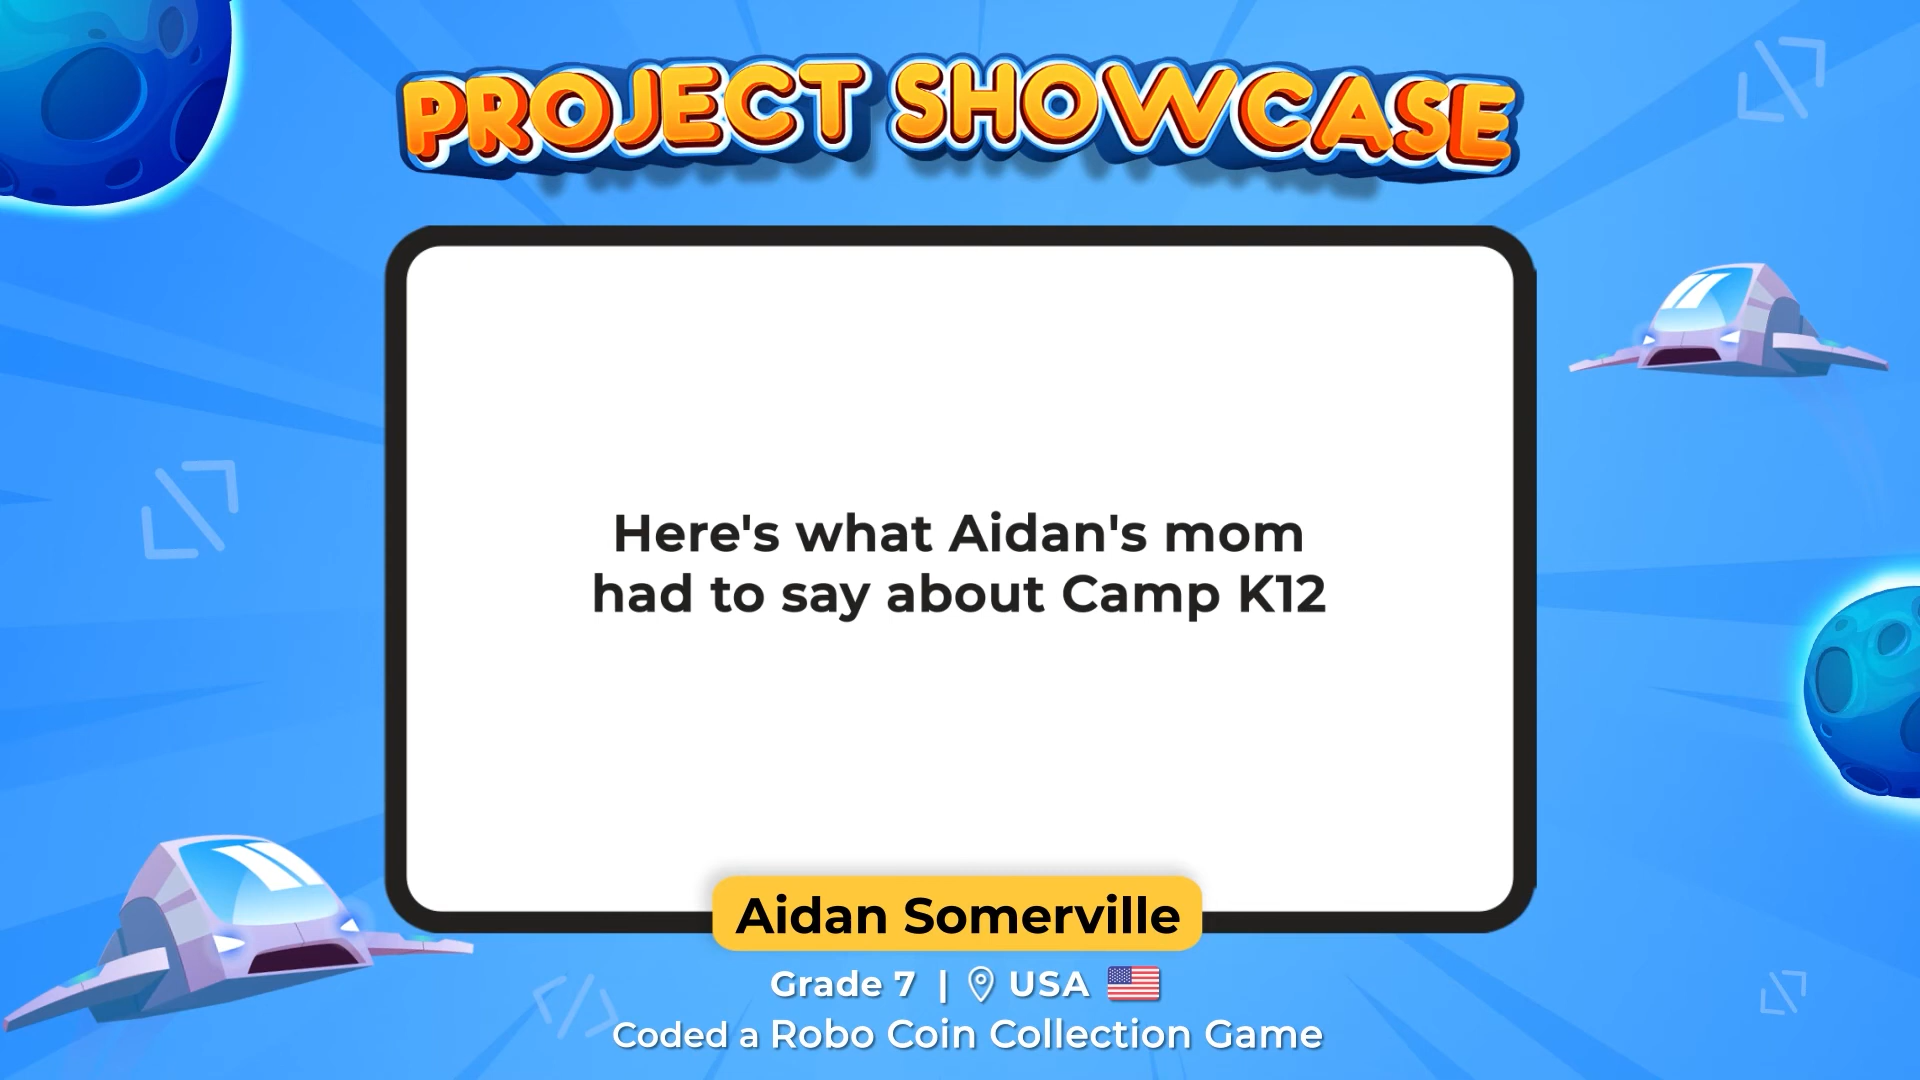 PROJECT SHOWCASE
Here's what Aidan's mom
had to say about Camp K12
Aidan Somerville
Grade 7 | USA
Coded a Robo Coin Collection Game